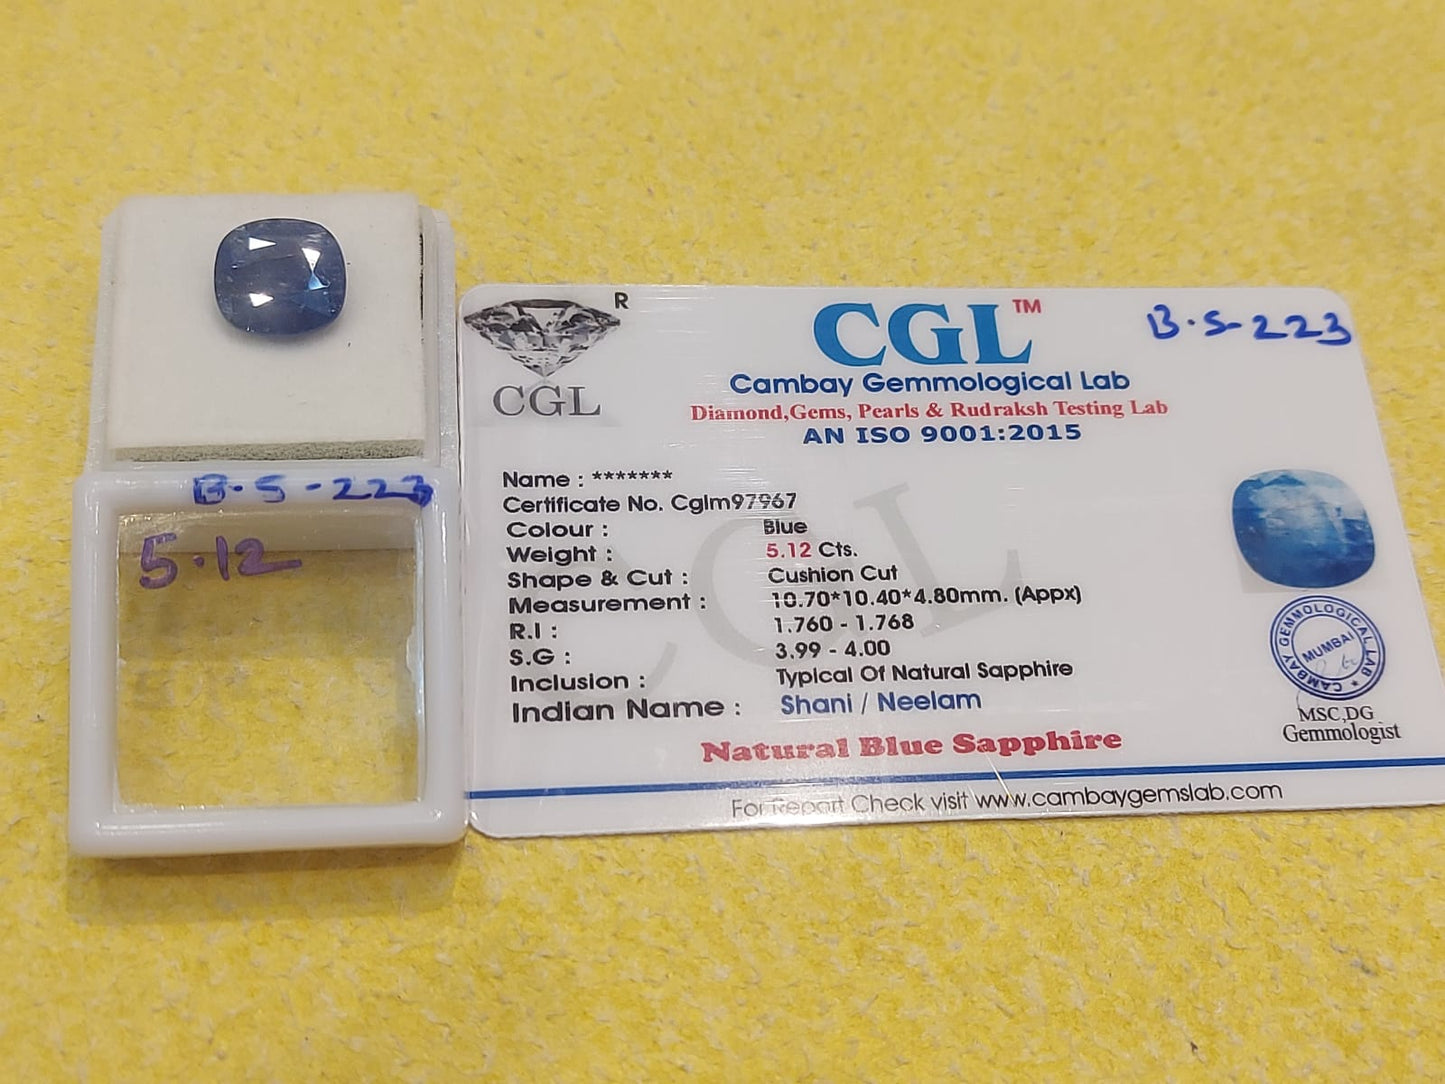 B.S-223
5.12
R
CGL
CGL™
B.S-223
Cambay Gemmological Lab
Diamond,Gems, Pearls & Rudraksh Testing Lab
AN ISO 9001:2015
Name : *******
Certificate No. Cglm97967
Colour : Blue
Weight : 5.12 Cts.
Shape & Cut : Cushion Cut
Measurement : 10.70*10.40*4.80mm. (Appx)
R.I : 1.760 - 1.768
S.G : 3.99 - 4.00
Inclusion : Typical Of Natural Sapphire
Indian Name : Shani / Neelam
Natural Blue Sapphire
For Report Check visit www.cambaygemslab.com
CAMBAY GEMMOLOGICAL LAB
MUMBAI
MSC,DG
Gemmologist
CGL